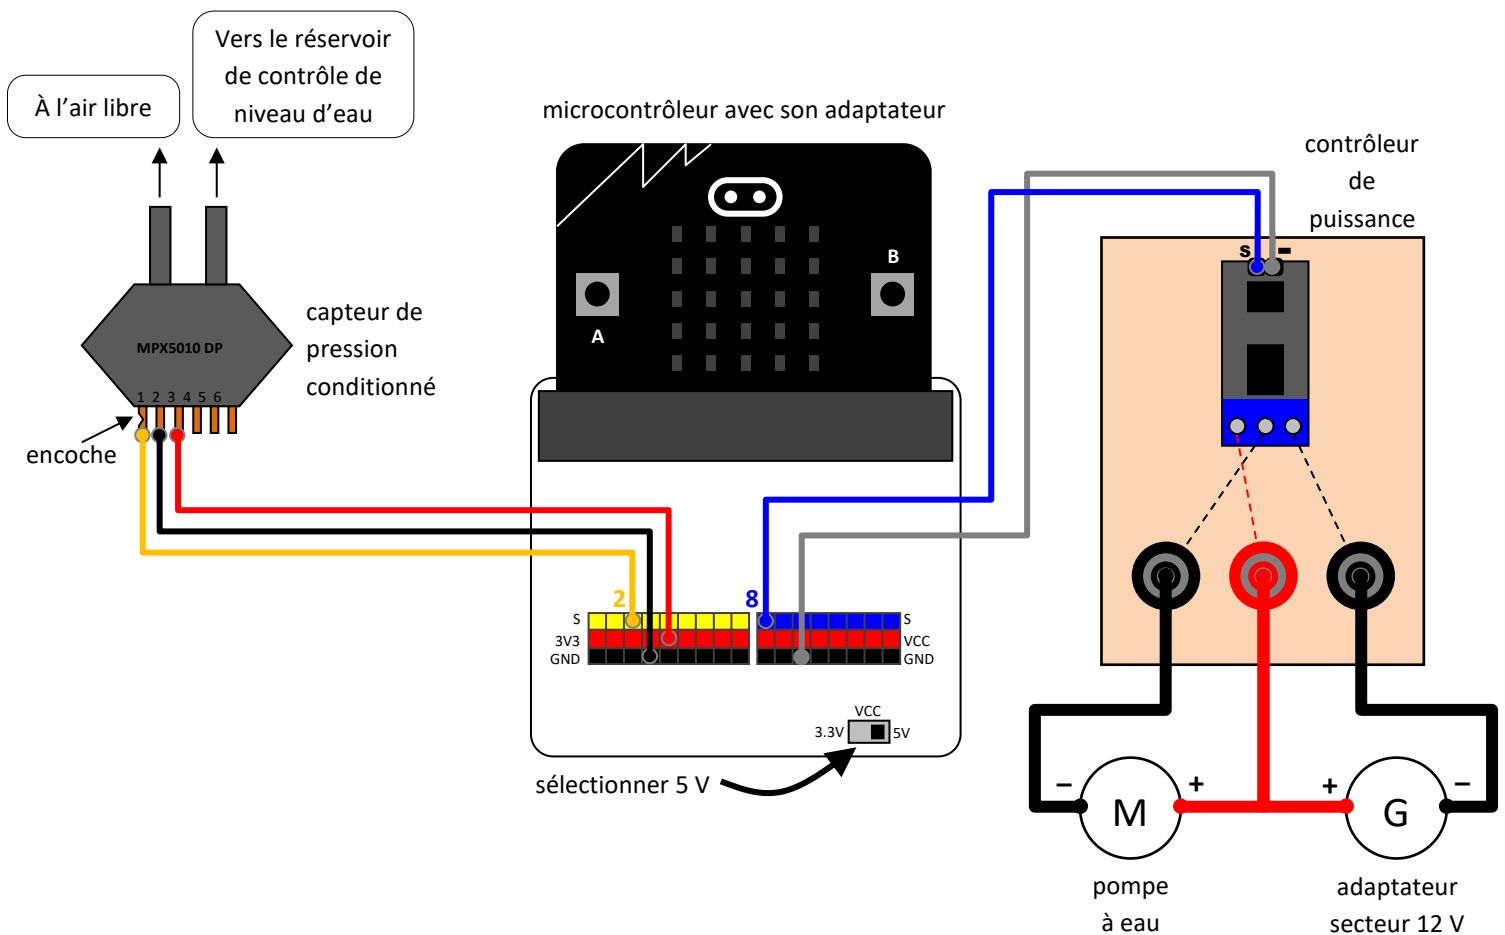 Vers le réservoir
de contrôle de
niveau d'eau
À l'air libre
microcontrôleur avec son adaptateur
contrôleur
de
puissance
S -
B
A
capteur de
pression
conditionné
MPX5010 DP
1 2 3 4 5 6
encoche
2
8
S
3V3
GND
S
VCC
GND
VCC
3.3V
5V
sélectionner 5 V
– M +
+ G –
pompe
à eau
adaptateur
secteur 12 V